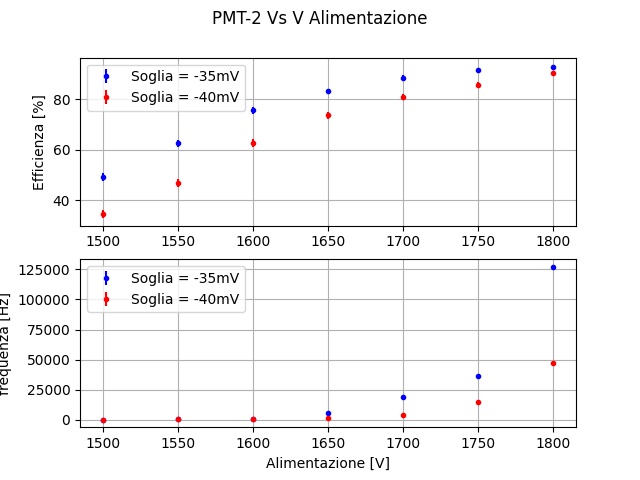 PMT-2 Vs V Alimentazione
Efficienza [%]
80
60
40
Soglia = -35mV
Soglia = -40mV
1500 1550 1600 1650 1700 1750 1800
frequenza [Hz]
125000
100000
75000
50000
25000
0
Soglia = -35mV
Soglia = -40mV
1500 1550 1600 1650 1700 1750 1800
Alimentazione [V]